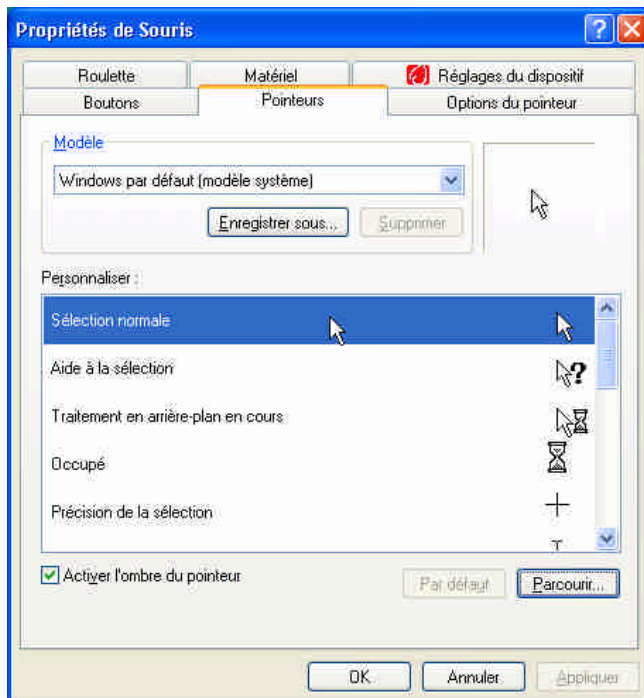 Propriétés de Souris
Roulette
Matériel
Réglages du dispositif
Boutons
Pointeurs
Options du pointeur
Modèle
Windows par défaut (modèle système)
Enregistrer sous...
Supprimer
Personnaliser :
Sélection normale
Aide à la sélection
Traitement en arrière-plan en cours
Occupé
Précision de la sélection
Activer l'ombre du pointeur
Par défaut
Parcourir...
OK
Annuler
Appliquer